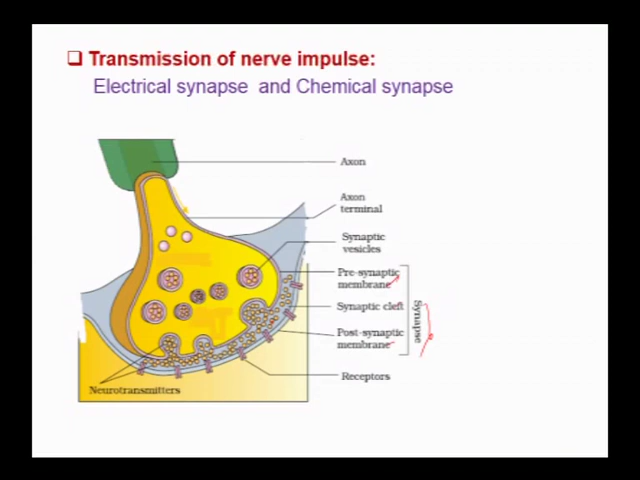 Transmission of nerve impulse:
Electrical synapse and Chemical synapse
Axon
Axon
terminal
Synaptic
vesicles
Pre-synaptic
membrane
Synaptic cleft
Post-synaptic
membrane
Synapse
Receptors
Neurotransmitters